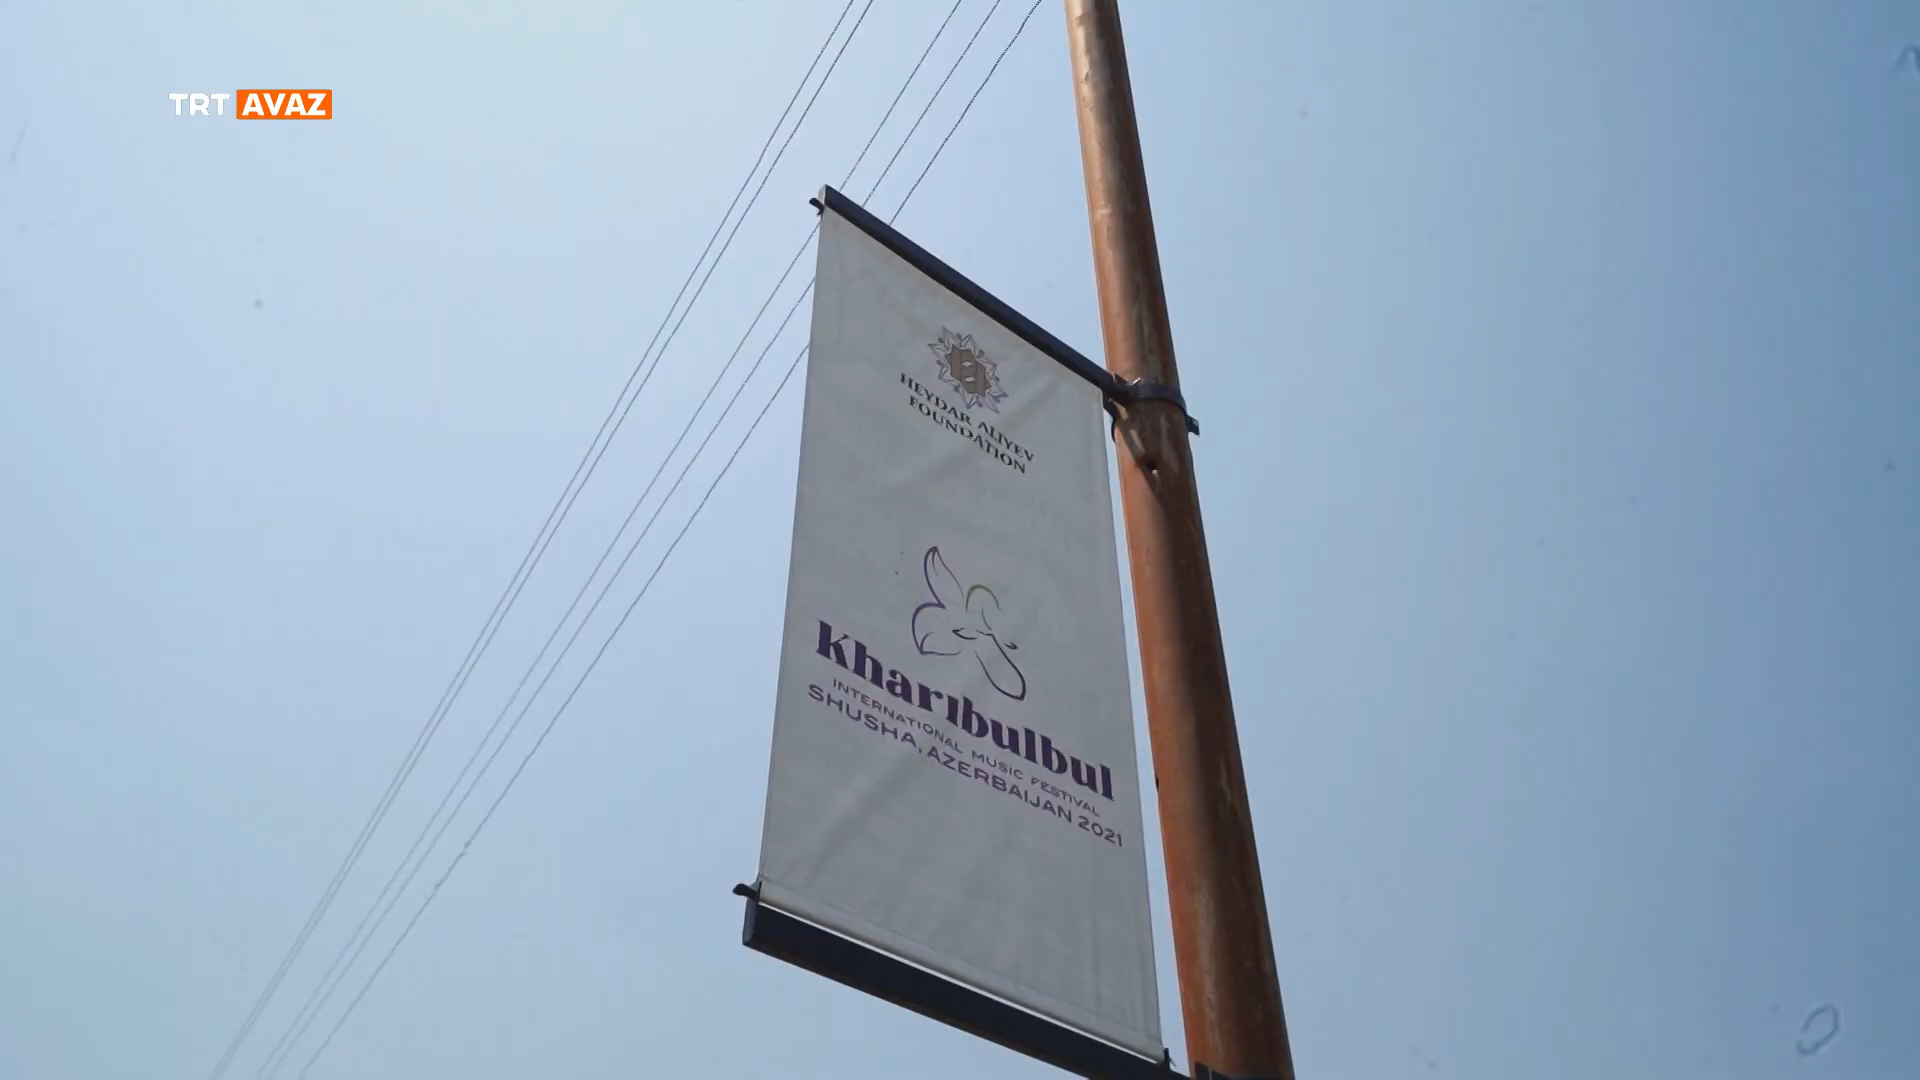 TRT AVAZ
HEYDAR ALIYEV
FOUNDATION
kharıbulbul
INTERNATIONAL MUSIC FESTIVAL
SHUSHA, AZERBAIJAN 2021